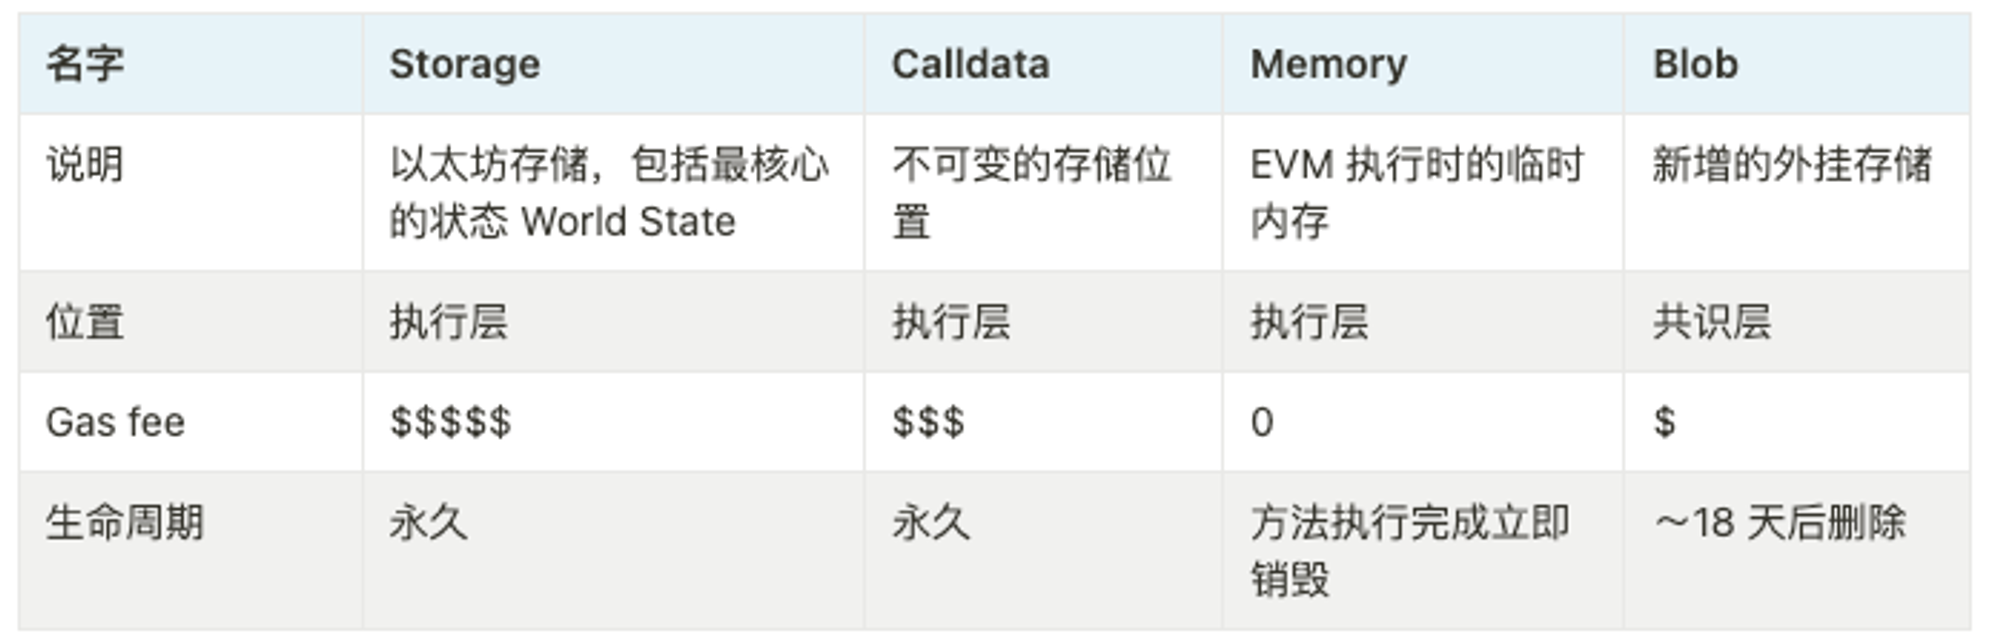 名字 Storage Calldata Memory Blob
说明 以太坊存储，包括最核心 不可变的存储位 EVM 执行时的临时 新增的外挂存储
的状态 World State 置 内存
位置 执行层 执行层 执行层 共识层
Gas fee $$$$$ $$$ 0 $
生命周期 永久 永久 方法执行完成立即 ～18 天后删除
销毁